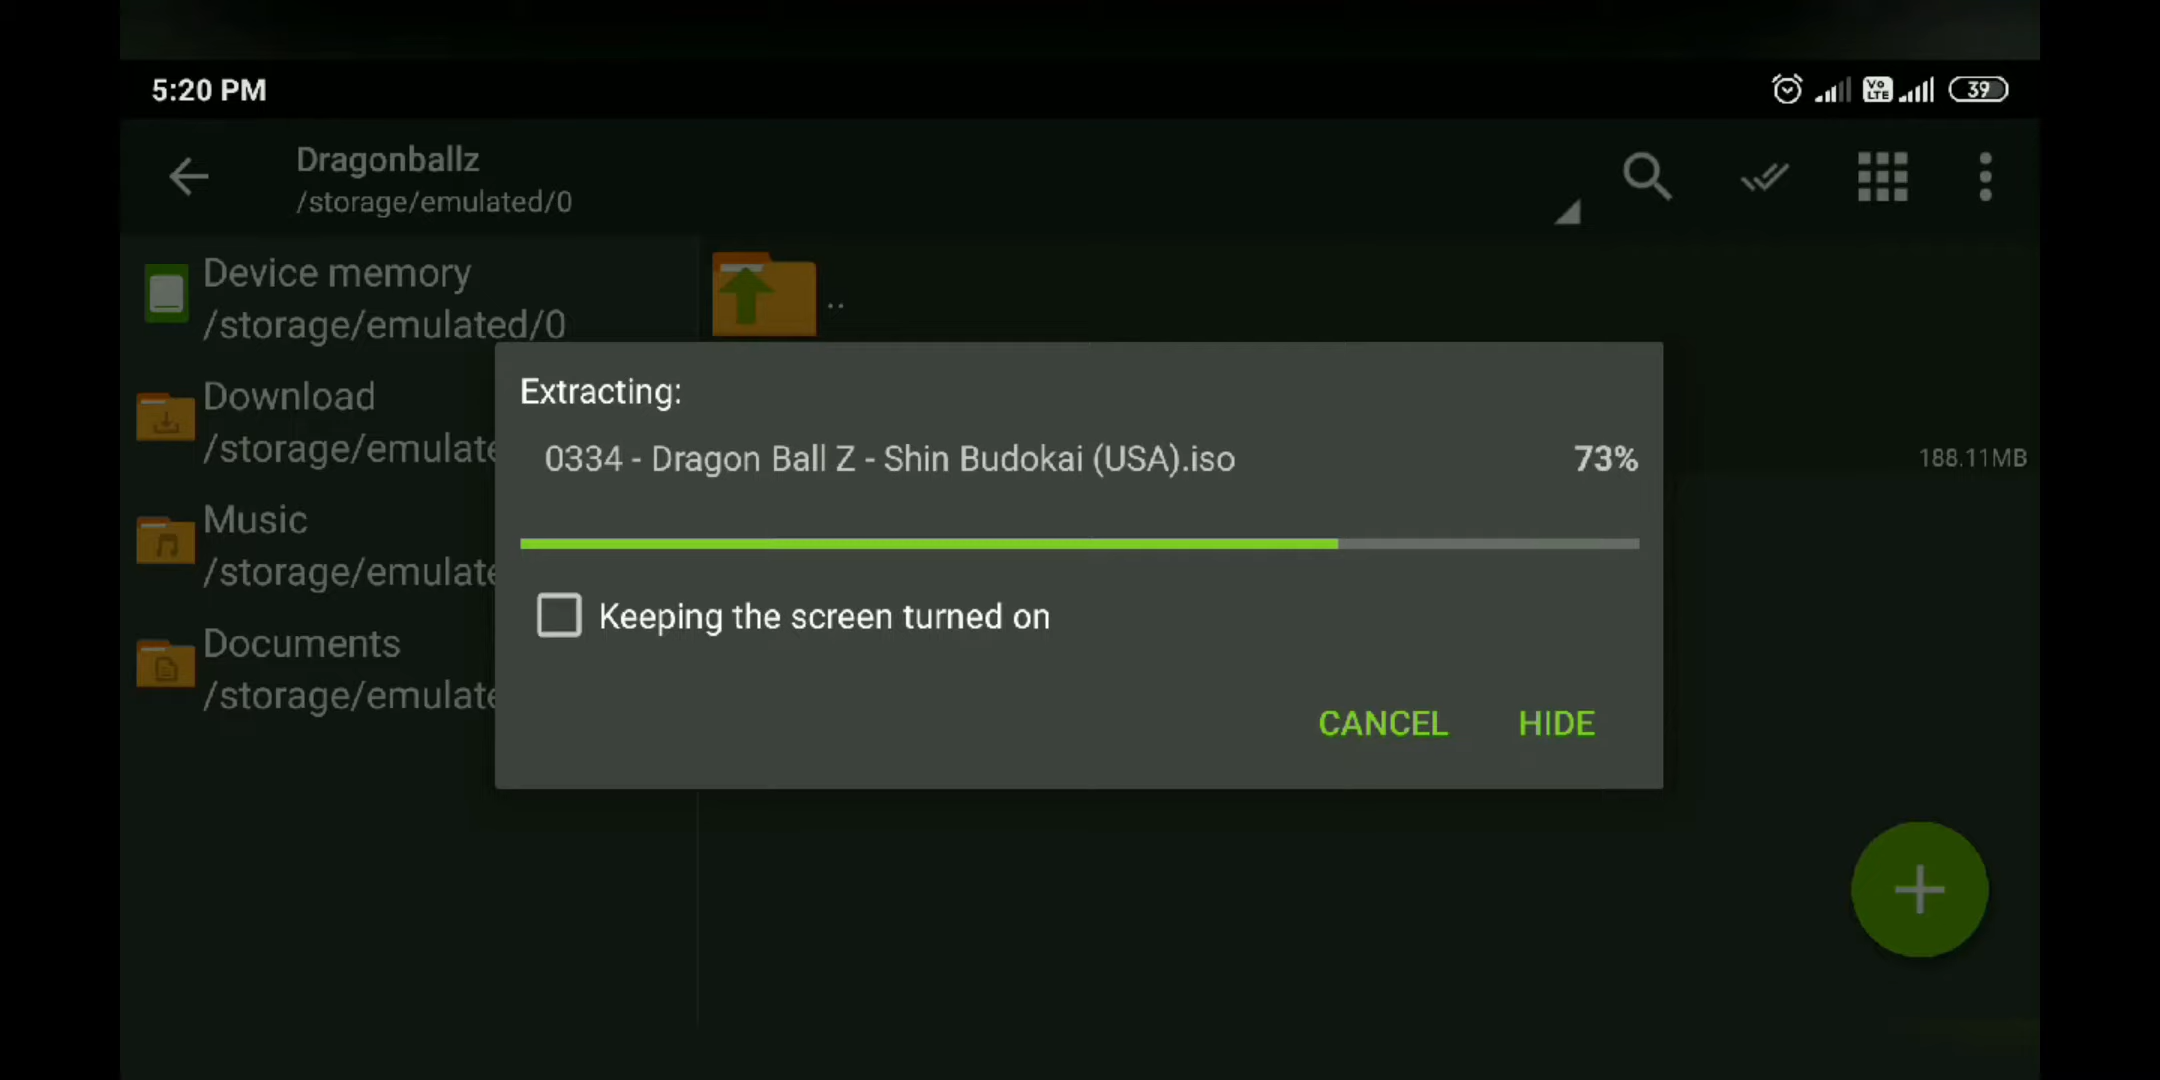 5:20 PM
Vo LTE
39
Dragonballz
/storage/emulated/0
Device memory
/storage/emulated/0
..
Download
/storage/emulate
Music
/storage/emulate
Documents
/storage/emulate
188.11MB
Extracting:
0334 - Dragon Ball Z - Shin Budokai (USA).iso
73%
Keeping the screen turned on
CANCEL
HIDE